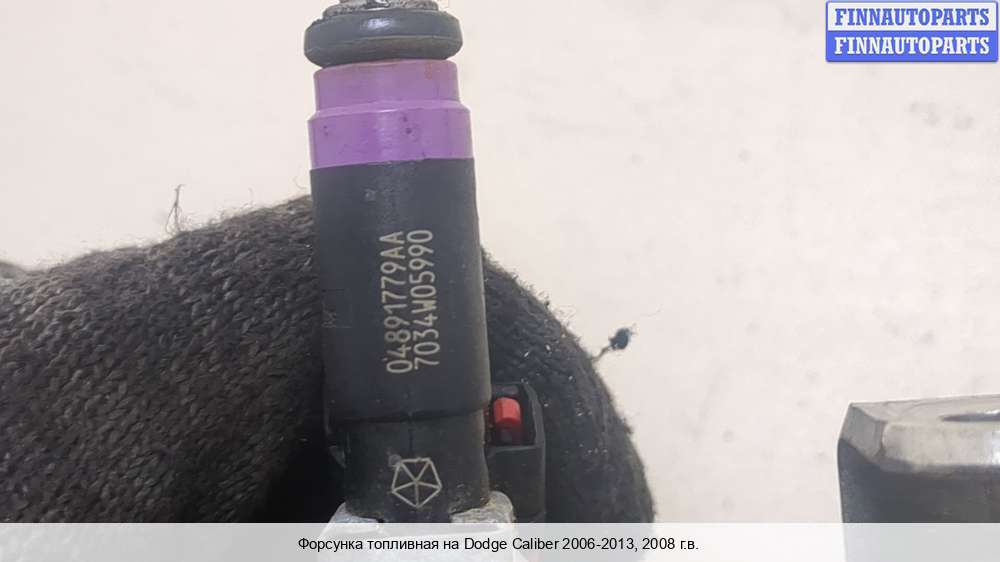 FINNAUTOPARTS
FINNAUTOPARTS
04891779AA
7034W05990
Форсунка топливная на Dodge Caliber 2006-2013, 2008 г.в.